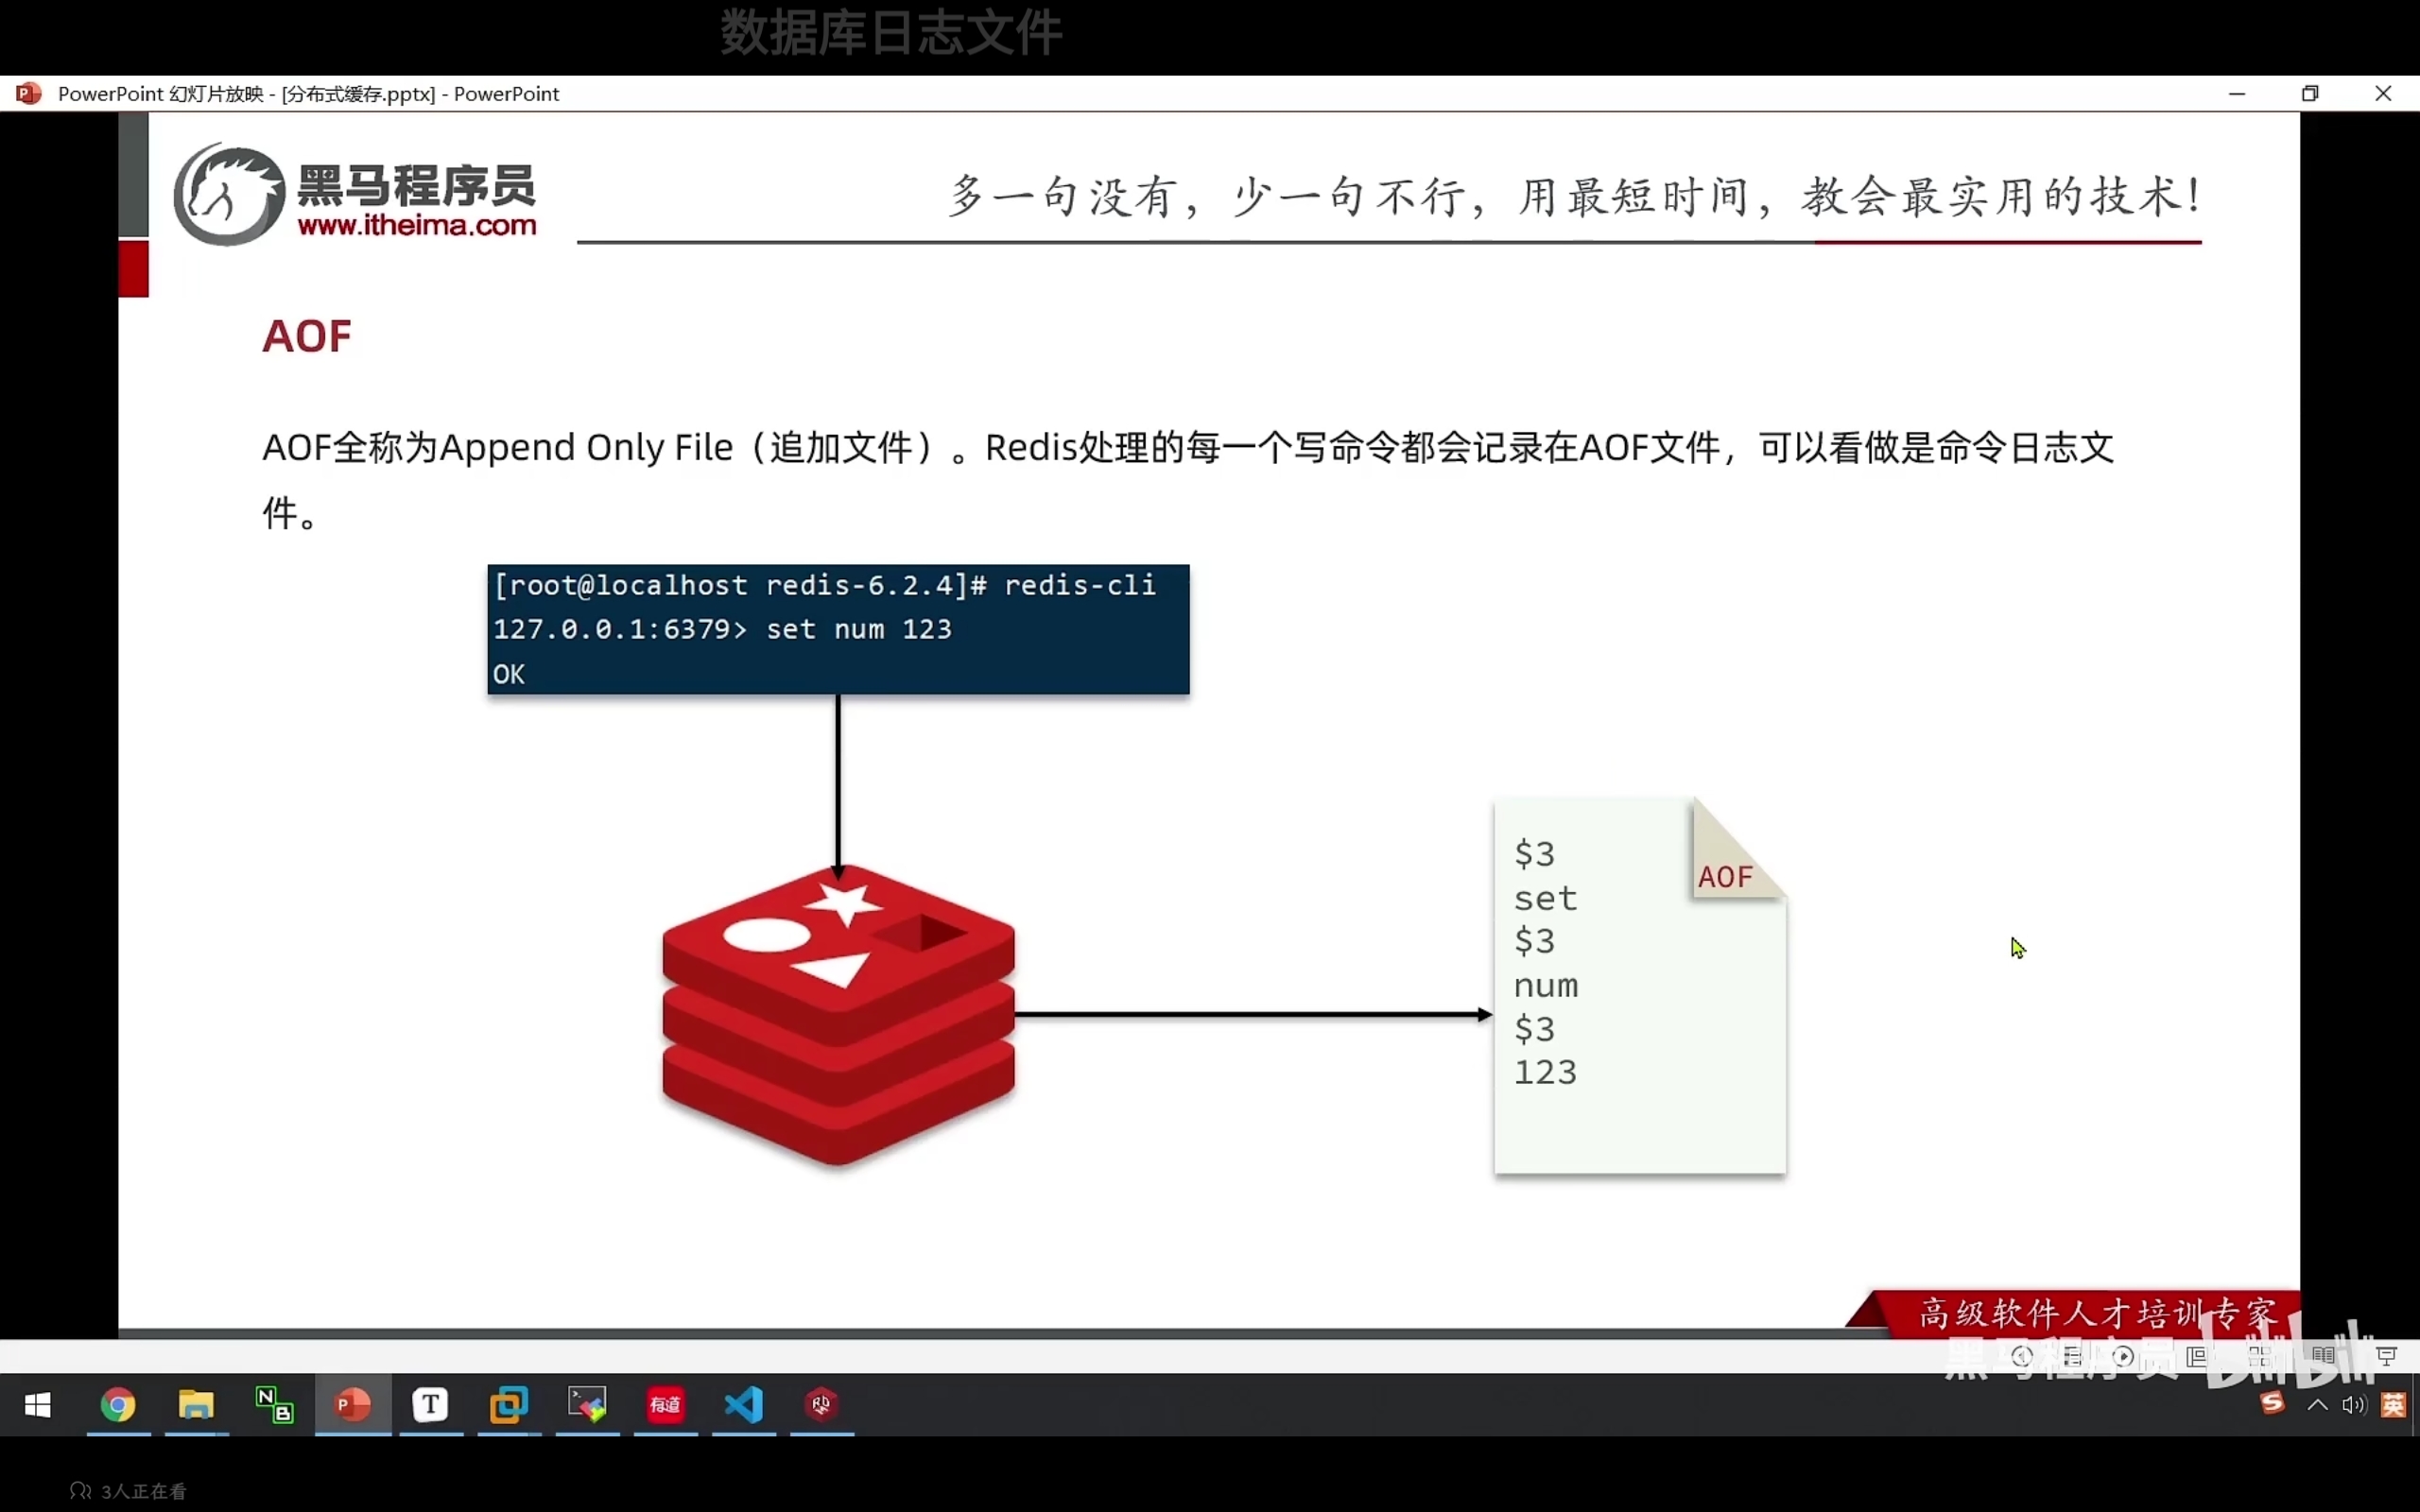 数据库日志文件
PowerPoint 幻灯片放映 - [分布式缓存.pptx] - PowerPoint
黑马程序员
www.itheima.com
多一句没有，少一句不行，用最短时间，教会最实用的技术！
AOF
AOF全称为Append Only File（追加文件）。Redis处理的每一个写命令都会记录在AOF文件，可以看做是命令日志文
件。
[root@localhost redis-6.2.4]# redis-cli
127.0.0.1:6379> set num 123
OK
AOF
$3
set
$3
num
$3
123
高级软件人才培训专家
黑马程序员 bilibili
N
B
P
T
有道
RD
S
英
3人正在看